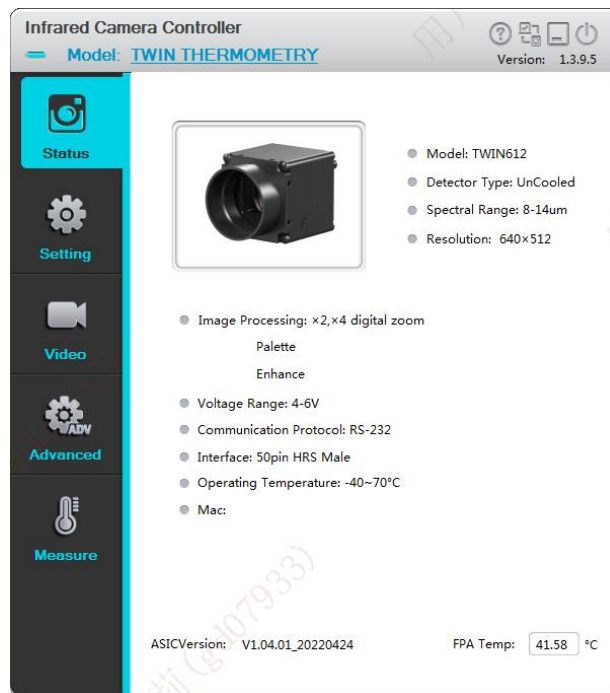 Infrared Camera Controller
Model: TWIN THERMOMETRY
Version: 1.3.9.5
Status
Setting
Video
Advanced
Measure
ADV
Model: TWIN612
Detector Type: UnCooled
Spectral Range: 8-14um
Resolution: 640×512
Image Processing: ×2,×4 digital zoom
Palette
Enhance
Voltage Range: 4-6V
Communication Protocol: RS-232
Interface: 50pin HRS Male
Operating Temperature: -40~70°C
Mac:
ASICVersion: V1.04.01_20220424
FPA Temp: 41.58 °C